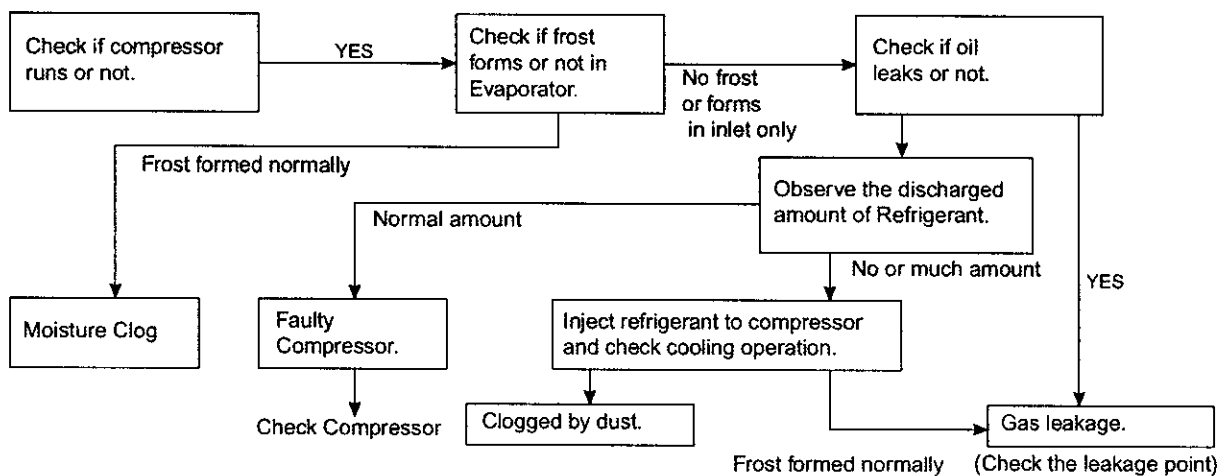 Check if compressor
runs or not.
YES
Check if frost
forms or not in
Evaporator.
No frost
or forms
in inlet only
Check if oil
leaks or not.
Frost formed normally
Observe the discharged
amount of Refrigerant.
Normal amount
No or much amount
YES
Moisture Clog
Faulty
Compressor.
Inject refrigerant to compressor
and check cooling operation.
Check Compressor
Clogged by dust.
Gas leakage.
Frost formed normally
(Check the leakage point)